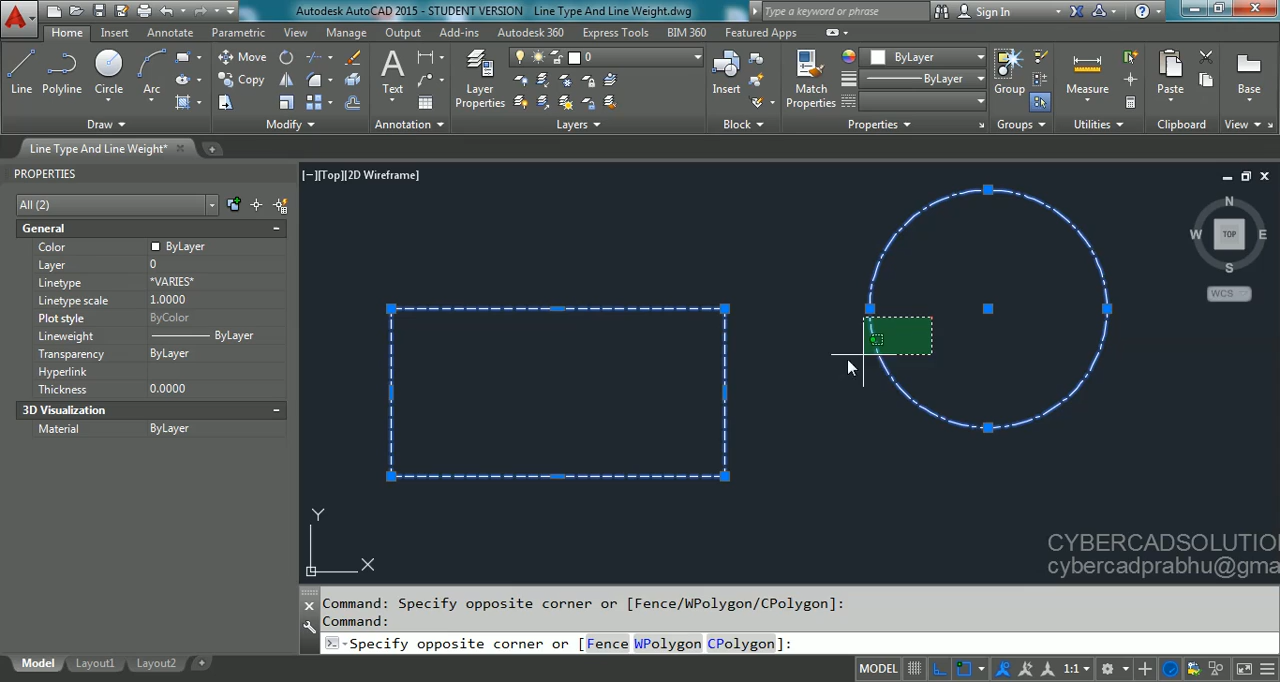 Autodesk AutoCAD 2015 - STUDENT VERSION Line Type And Line Weight.dwg
Type a keyword or phrase
Sign In
Home Insert Annotate Parametric View Manage Output Add-ins Autodesk 360 Express Tools BIM 360 Featured Apps
Line Polyline Circle Arc
Move
Copy
Draw
Modify
Text
Annotation
Layer
Properties
0
Layers
Insert
Block
Match
Properties
ByLayer
ByLayer
Properties
Group
Groups
Measure
Utilities
Paste
Clipboard
Base
View
Line Type And Line Weight*
PROPERTIES
All (2)
General
Color ByLayer
Layer 0
Linetype *VARIES*
Linetype scale 1.0000
Plot style ByColor
Lineweight ByLayer
Transparency ByLayer
Hyperlink
Thickness 0.0000
3D Visualization
Material ByLayer
[−][Top][2D Wireframe]
N
W TOP E
S
WCS
Y
X
CYBERCADSOLUTIO
cybercadprabhu@gma
Command: Specify opposite corner or [Fence/WPolygon/CPolygon]:
Command:
Specify opposite corner or [Fence WPolygon CPolygon]:
Model Layout1 Layout2 +
MODEL 1:1